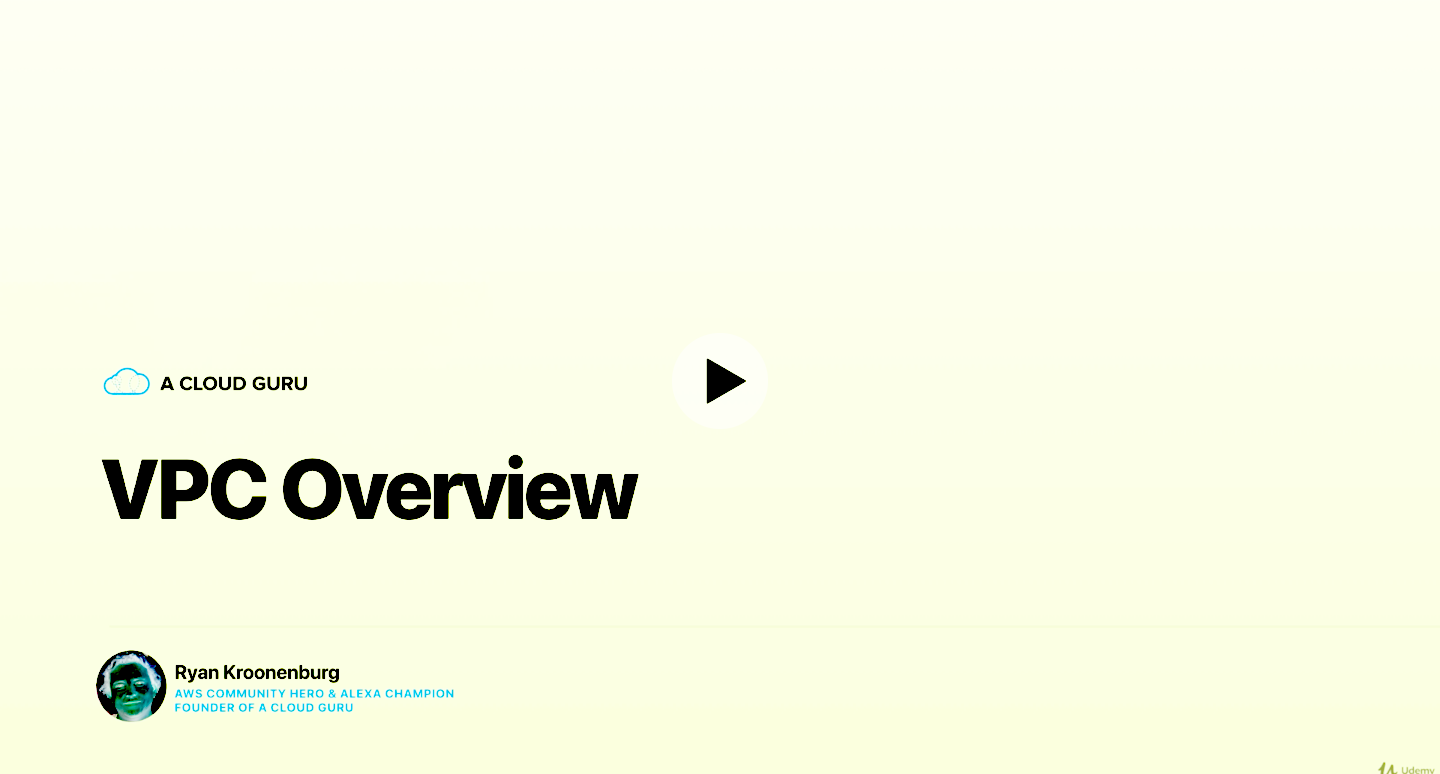 A CLOUD GURU
VPC Overview
Ryan Kroonenburg
AWS COMMUNITY HERO & ALEXA CHAMPION
FOUNDER OF A CLOUD GURU
Udemy